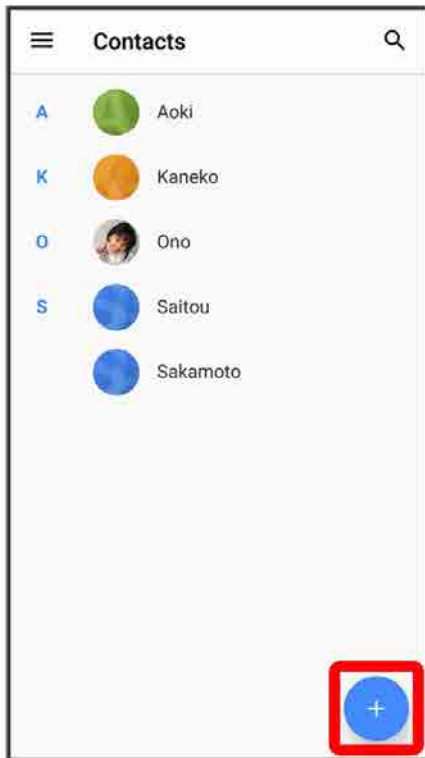 Contacts
A Aoki
K Kaneko
O Ono
S Saitou
Sakamoto
+